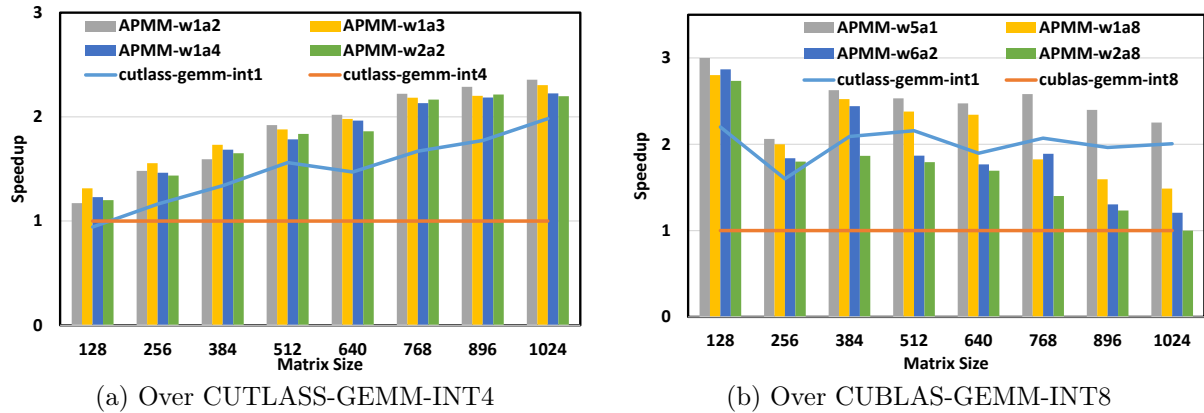 3
2
1
0
Speedup
APMM-w1a2 APMM-w1a3
APMM-w1a4 APMM-w2a2
cutlass-gemm-int1 cutlass-gemm-int4
128 256 384 512 640 768 896 1024
Matrix Size
(a) Over CUTLASS-GEMM-INT4
3
2
1
0
Speedup
APMM-w5a1 APMM-w1a8
APMM-w6a2 APMM-w2a8
cutlass-gemm-int1 cublas-gemm-int8
128 256 384 512 640 768 896 1024
Matrix Size
(b) Over CUBLAS-GEMM-INT8